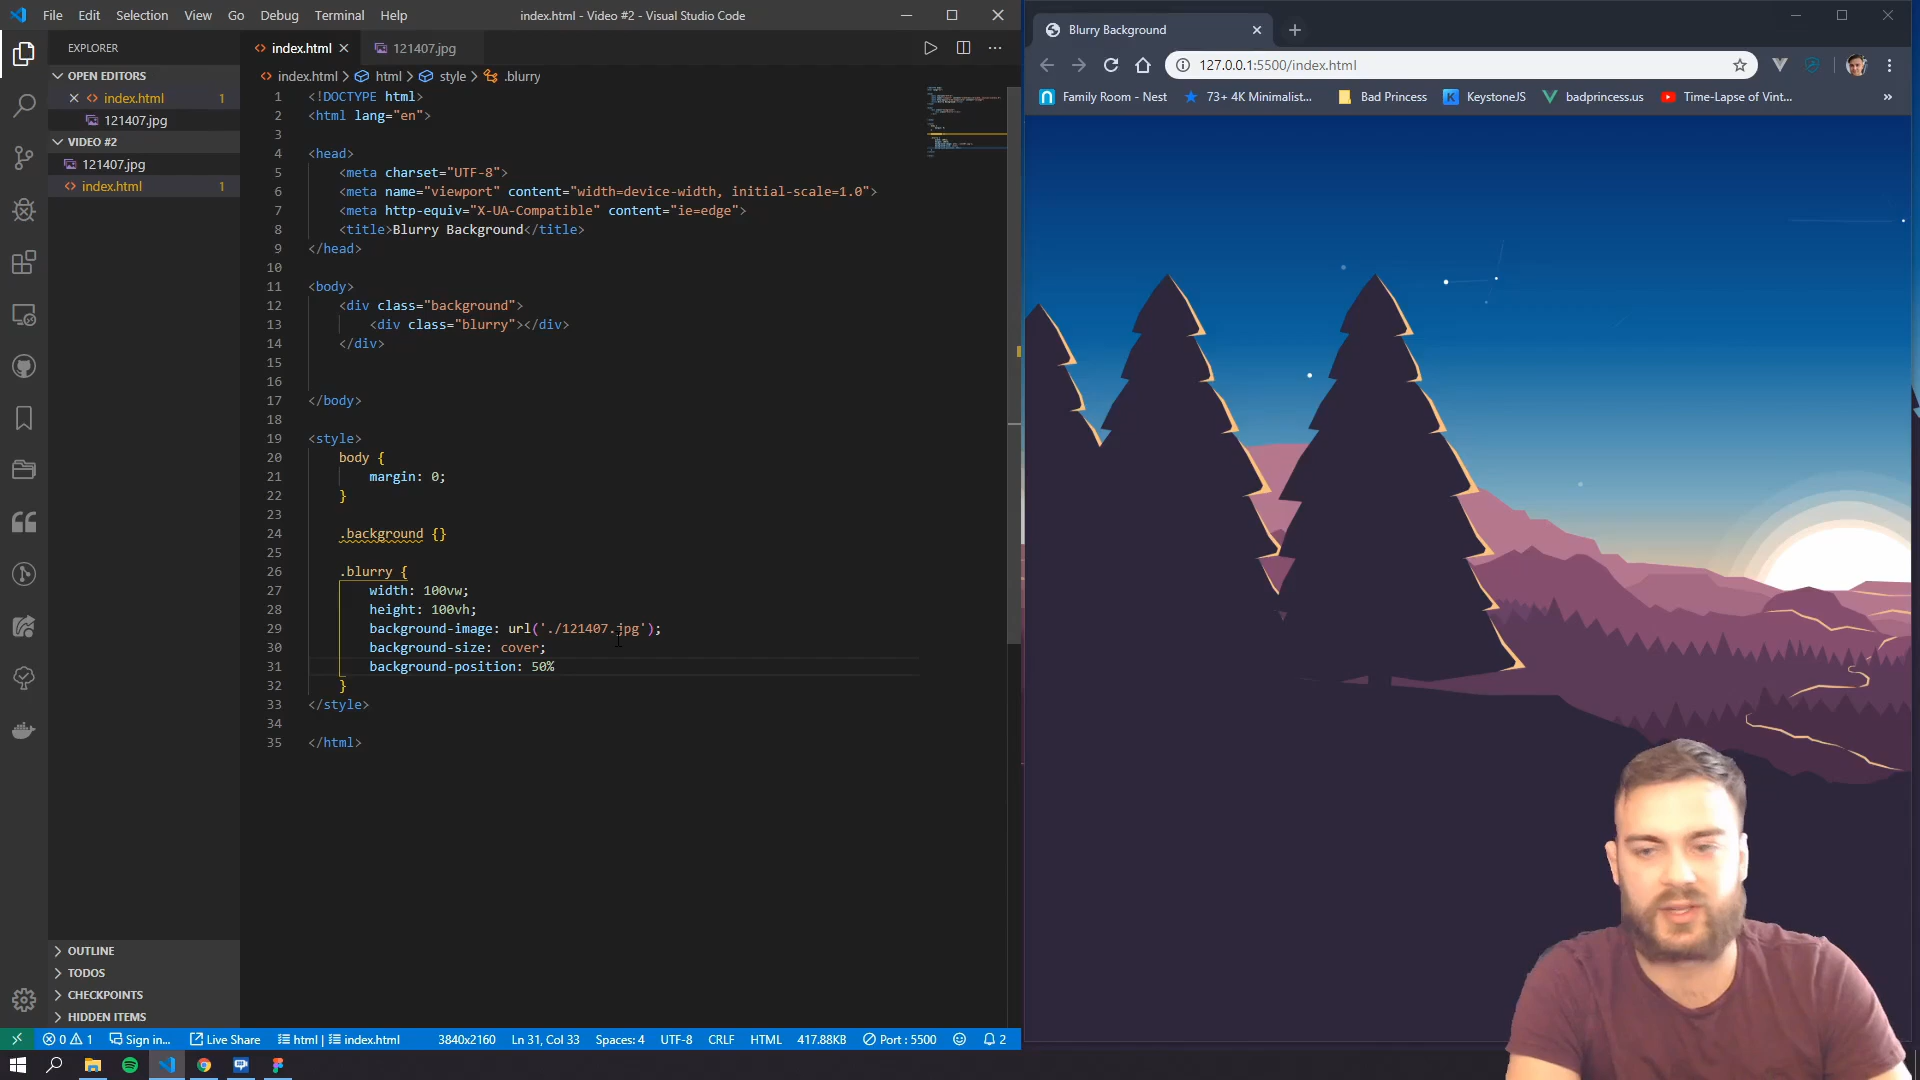 File Edit Selection View Go Debug Terminal Help
index.html - Video #2 - Visual Studio Code
EXPLORER
OPEN EDITORS
index.html 1
121407.jpg
VIDEO #2
121407.jpg
index.html 1
OUTLINE
TODOS
CHECKPOINTS
HIDDEN ITEMS
index.html
121407.jpg
index.html > html > style > .blurry
1 <!DOCTYPE html>
2 <html lang="en">
3
4 <head>
5 <meta charset="UTF-8">
6 <meta name="viewport" content="width=device-width, initial-scale=1.0">
7 <meta http-equiv="X-UA-Compatible" content="ie=edge">
8 <title>Blurry Background</title>
9 </head>
10
11 <body>
12 <div class="background">
13 <div class="blurry"></div>
14 </div>
15
16
17 </body>
18
19 <style>
20 body {
21 margin: 0;
22 }
23
24 .background {}
25
26 .blurry {
27 width: 100vw;
28 height: 100vh;
29 background-image: url('./121407.jpg');
30 background-size: cover;
31 background-position: 50%
32 }
33 </style>
34
35 </html>
0 1 Sign in... Live Share html | index.html 3840x2160 Ln 31, Col 33 Spaces: 4 UTF-8 CRLF HTML 417.88KB Port : 5500 2
Blurry Background
127.0.0.1:5500/index.html
Family Room - Nest 73+ 4K Minimalist... Bad Princess KeystoneJS badprincess.us Time-Lapse of Vint... »